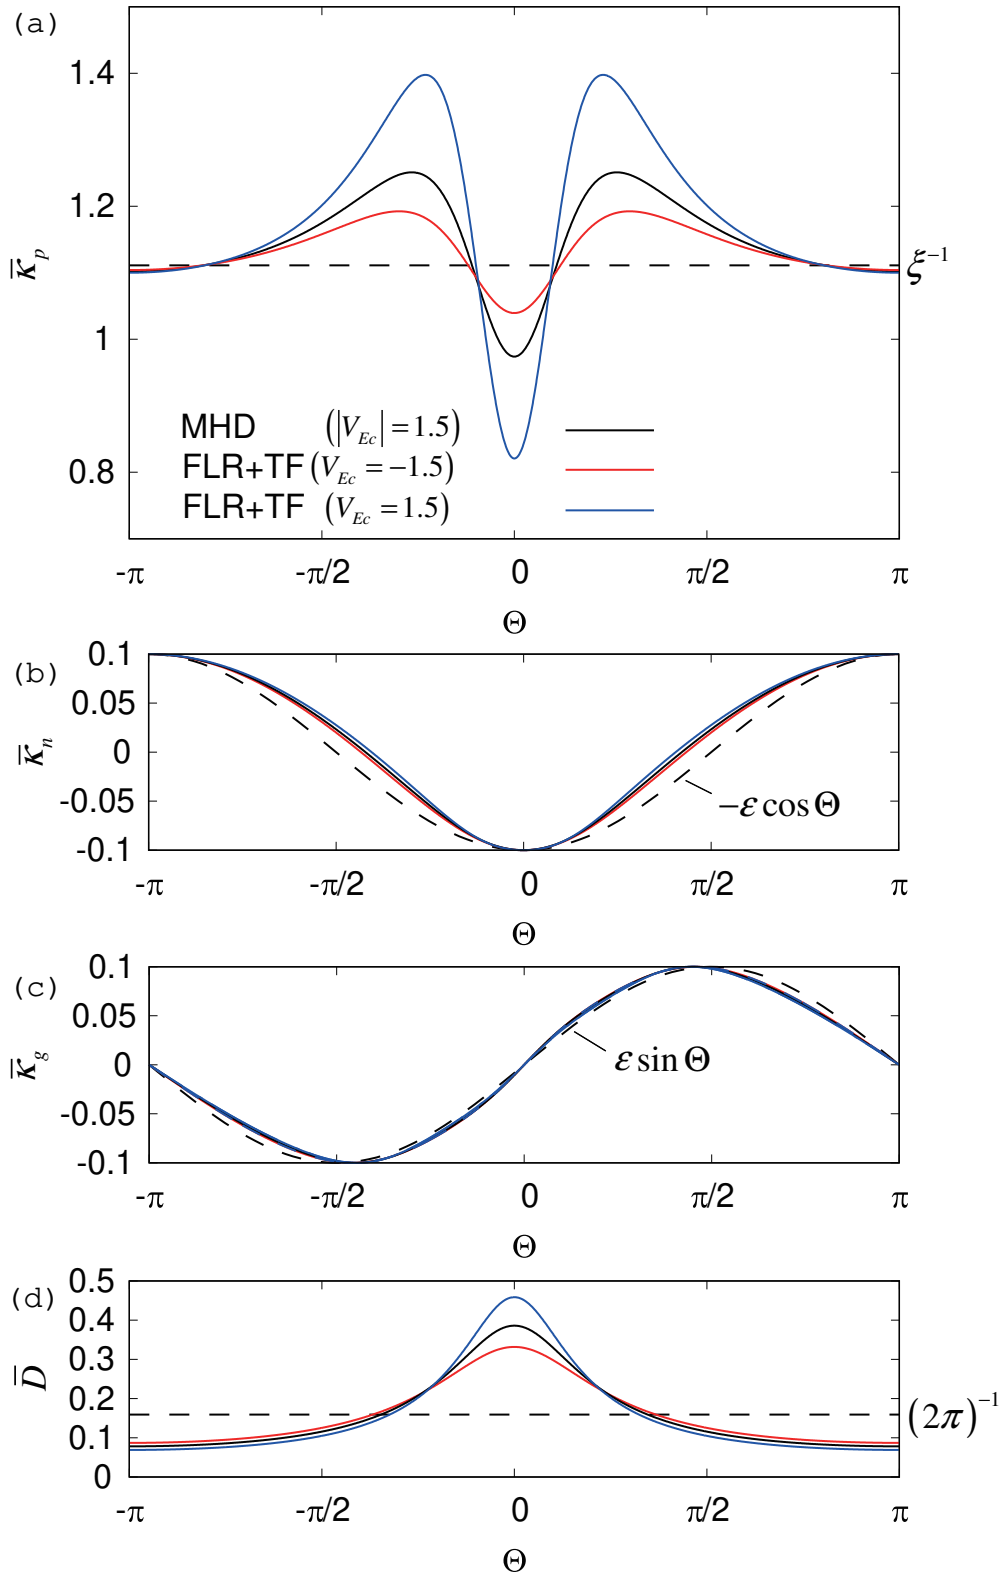 (a)
1.4
1.2
1
0.8
κ̄p
ξ⁻¹
MHD (|V_Ec| = 1.5)
FLR+TF (V_Ec = −1.5)
FLR+TF (V_Ec = 1.5)
-π -π/2 0 π/2 π
Θ
(b)
0.1
0.05
0
-0.05
-0.1
κ̄n
−ε cos Θ
-π -π/2 0 π/2 π
Θ
(c)
0.1
0.05
0
-0.05
-0.1
κ̄g
ε sin Θ
-π -π/2 0 π/2 π
Θ
(d)
0.5
0.4
0.3
0.2
0.1
0
D̄
(2π)⁻¹
-π -π/2 0 π/2 π
Θ